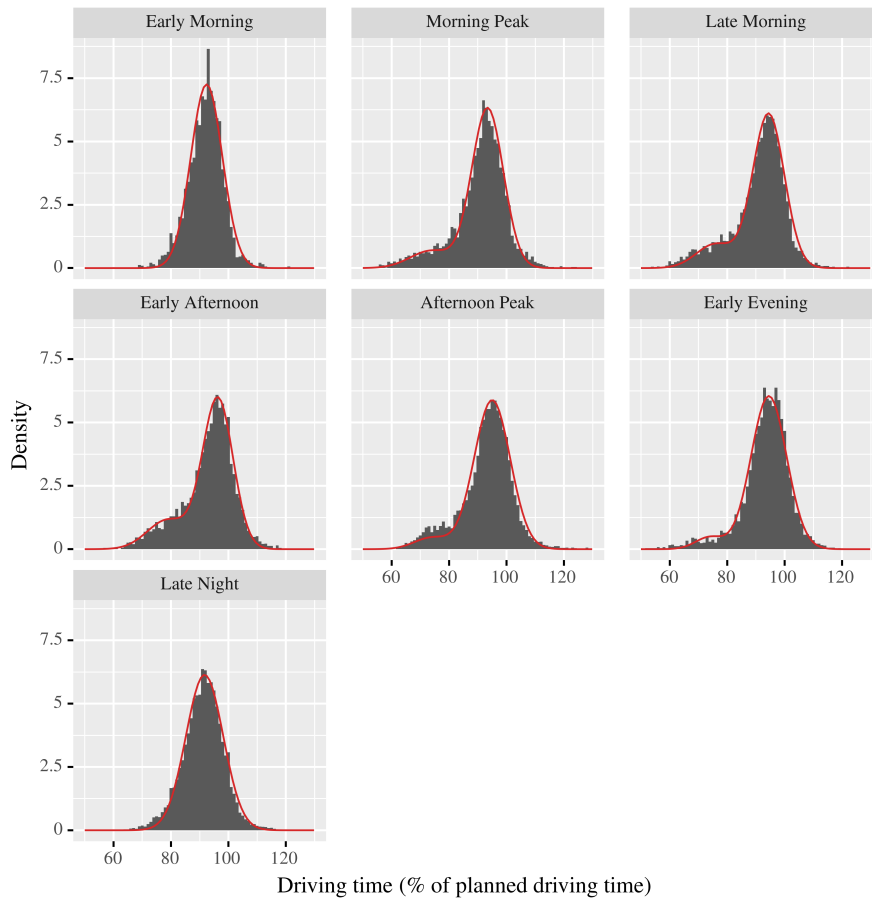 Early Morning
Morning Peak
Late Morning
7.5
5
2.5
0
Early Afternoon
Afternoon Peak
Early Evening
7.5
5
2.5
0
60 80 100 120
60 80 100 120
Density
Late Night
7.5
5
2.5
0
60 80 100 120
Driving time (% of planned driving time)